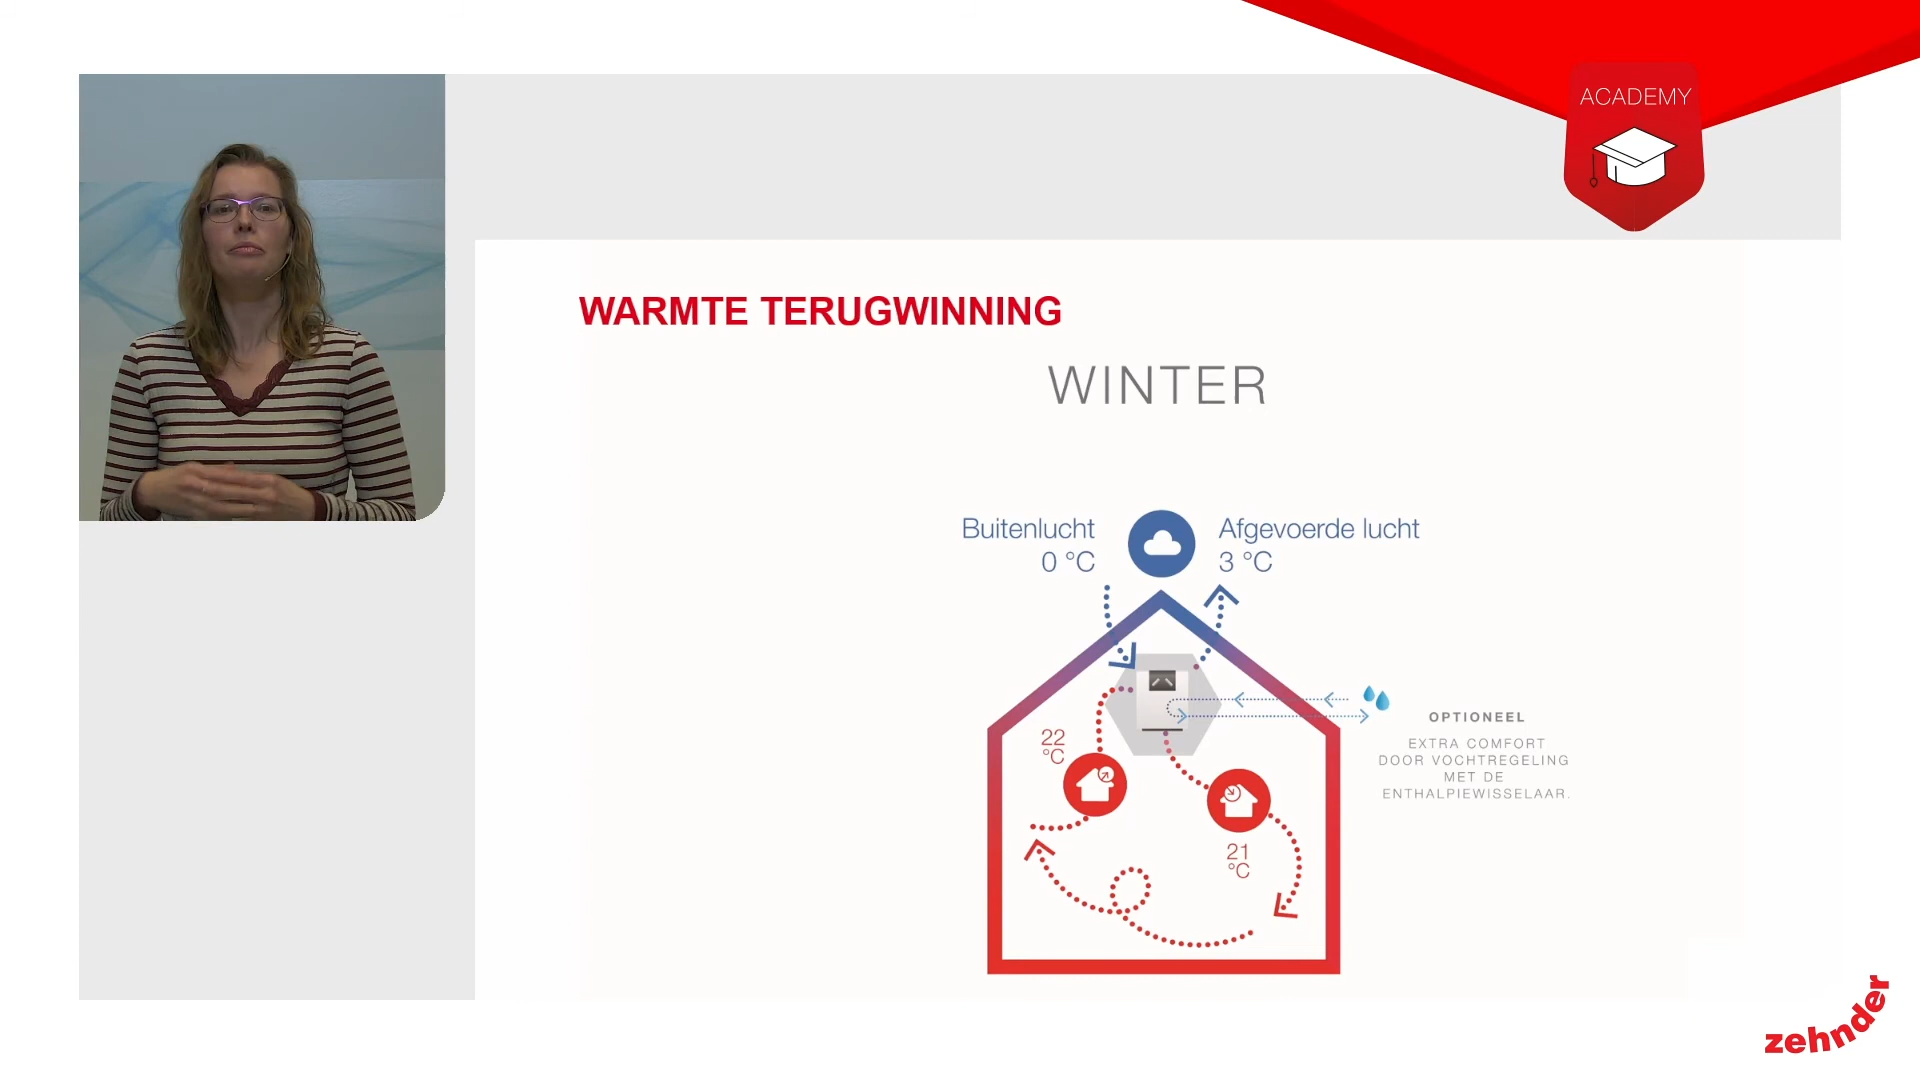 ACADEMY
WARMTE TERUGWINNING
WINTER
Buitenlucht
0 °C
Afgevoerde lucht
3 °C
22
°C
21
°C
OPTIONEEL
EXTRA COMFORT
DOOR VOCHTREGELING
MET DE
ENTHALPIEWISSELAAR.
zehnder